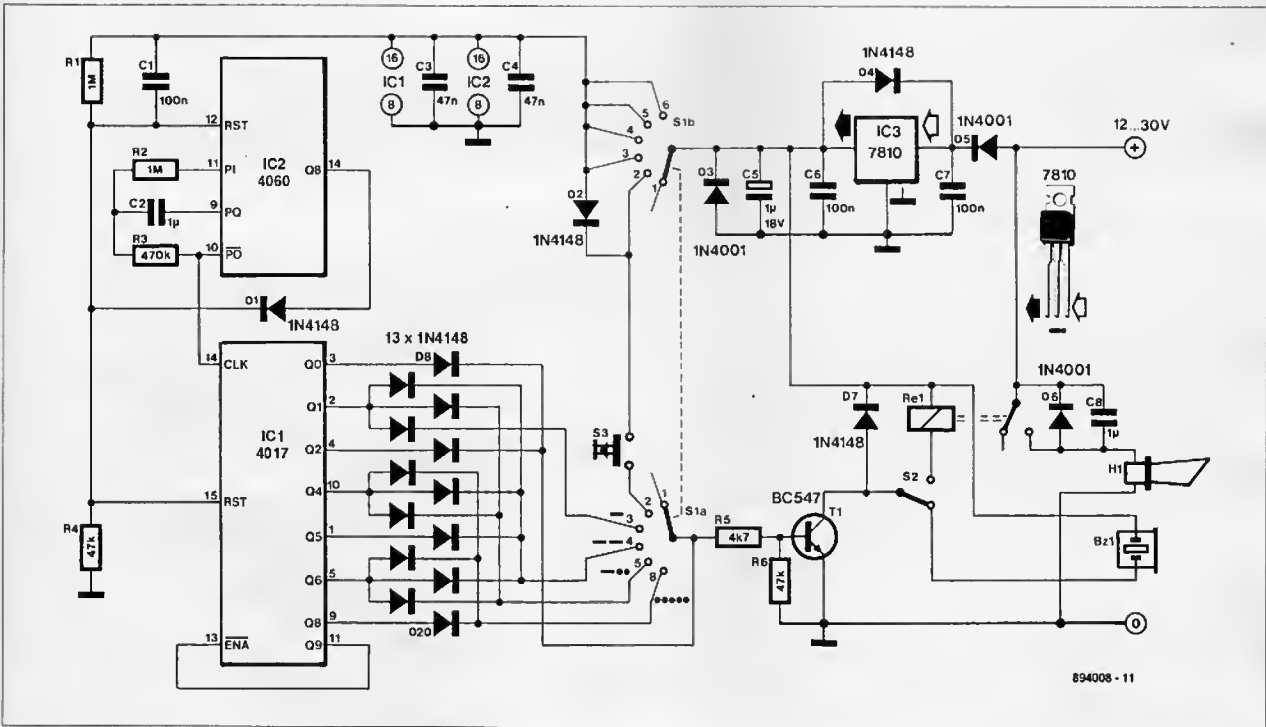 R1
1M
C1
100n
12
RST
R2
1M
11
PI
C2
1µ
9
PQ
R3
470k
10
PO
IC2
4060
Q8
14
16
IC1
8
C3
47n
16
IC2
8
C4
47n
D1
1N4148
13 x 1N4148
14
CLK
IC1
4017
15
RST
R4
47k
13
ENA
Q0
3
Q1
2
Q2
4
Q4
10
Q5
1
Q6
5
Q8
9
Q9
11
D8
D20
D2
1N4148
6
5
4
3
2
1
S1b
S3
1
2
3
4
5
8
S1a
D3
1N4001
C5
1µ
18V
C6
100n
1N4148
D4
IC3
7810
C7
100n
1N4001
D5
12...30V
+
7810
R5
4k7
R6
47k
BC547
T1
D7
1N4148
Re1
S2
1N4001
D6
C8
1µ
H1
Bz1
0
894008 - 11